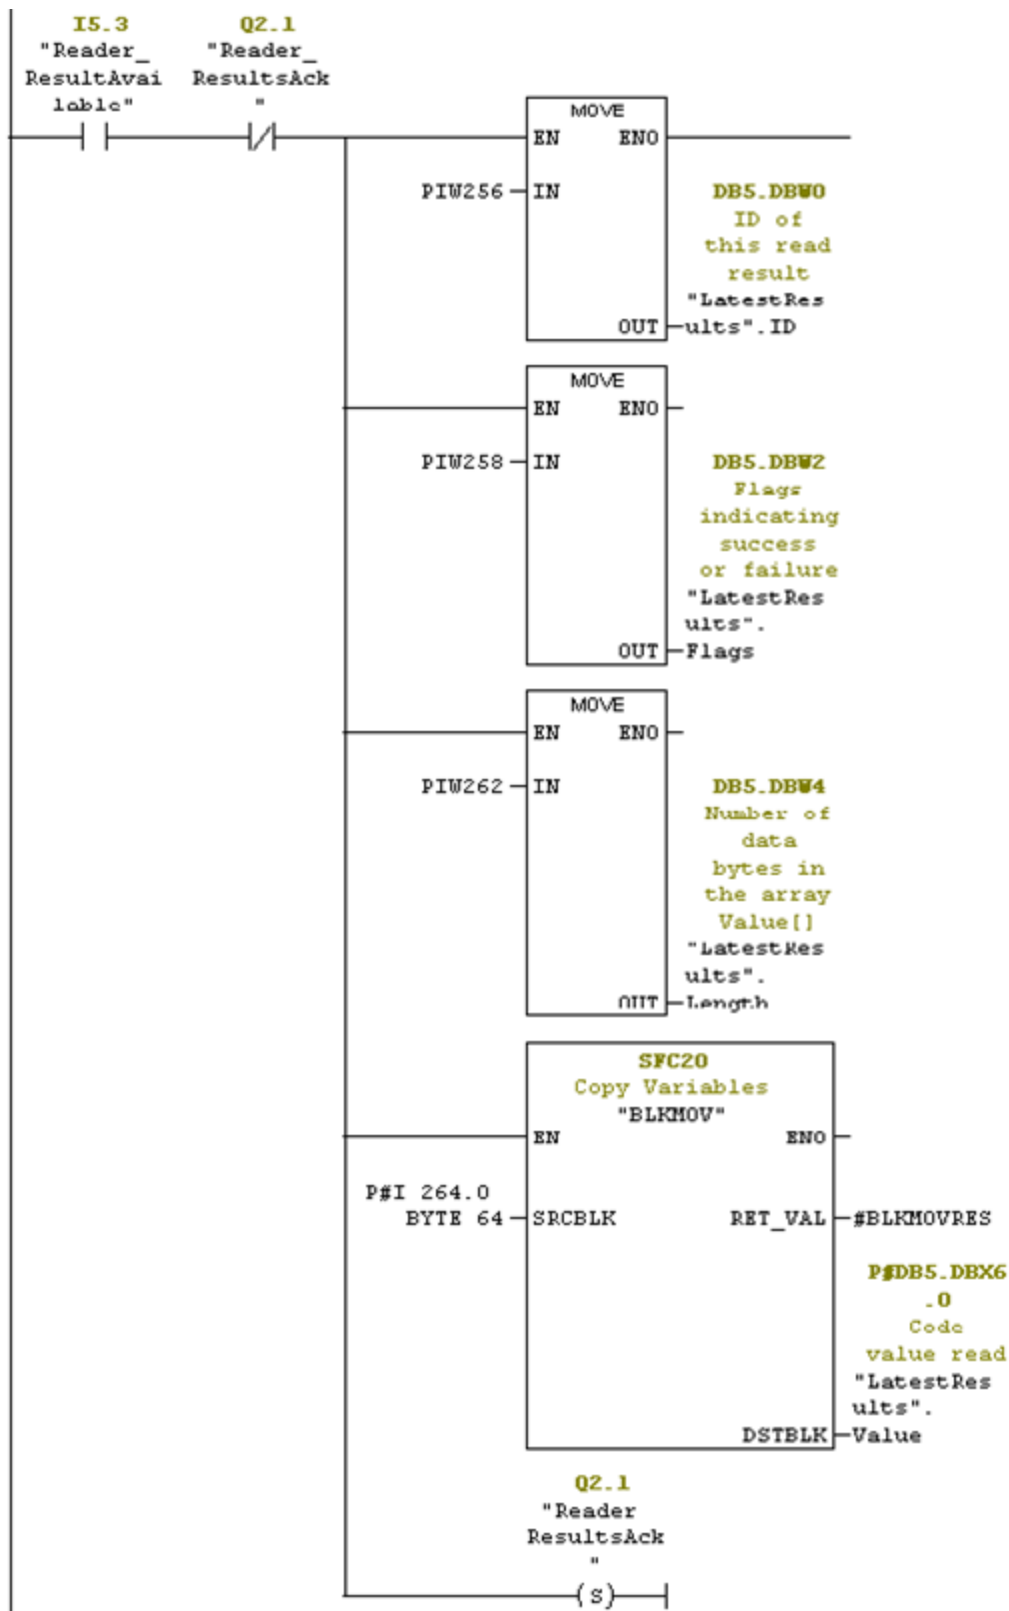 I5.3
"Reader_
ResultAvai
lable"
Q2.1
"Reader_
ResultsAck
"
MOVE
EN ENO
PIW256 IN
DB5.DBW0
ID of
this read
result
"LatestRes
OUT ults".ID
MOVE
EN ENO
PIW258 IN
DB5.DBW2
Flags
indicating
success
or failure
"LatestRes
ults".
OUT Flags
MOVE
EN ENO
PIW262 IN
DB5.DBW4
Number of
data
bytes in
the array
Value[]
"LatestRes
ults".
OUT Length
SFC20
Copy Variables
"BLKMOV"
EN ENO
P#I 264.0
BYTE 64 SRCBLK RET_VAL #BLKMOVRES
P#DB5.DBX6
.0
Code
value read
"LatestRes
ults".
DSTBLK Value
Q2.1
"Reader
ResultsAck
"
(S)